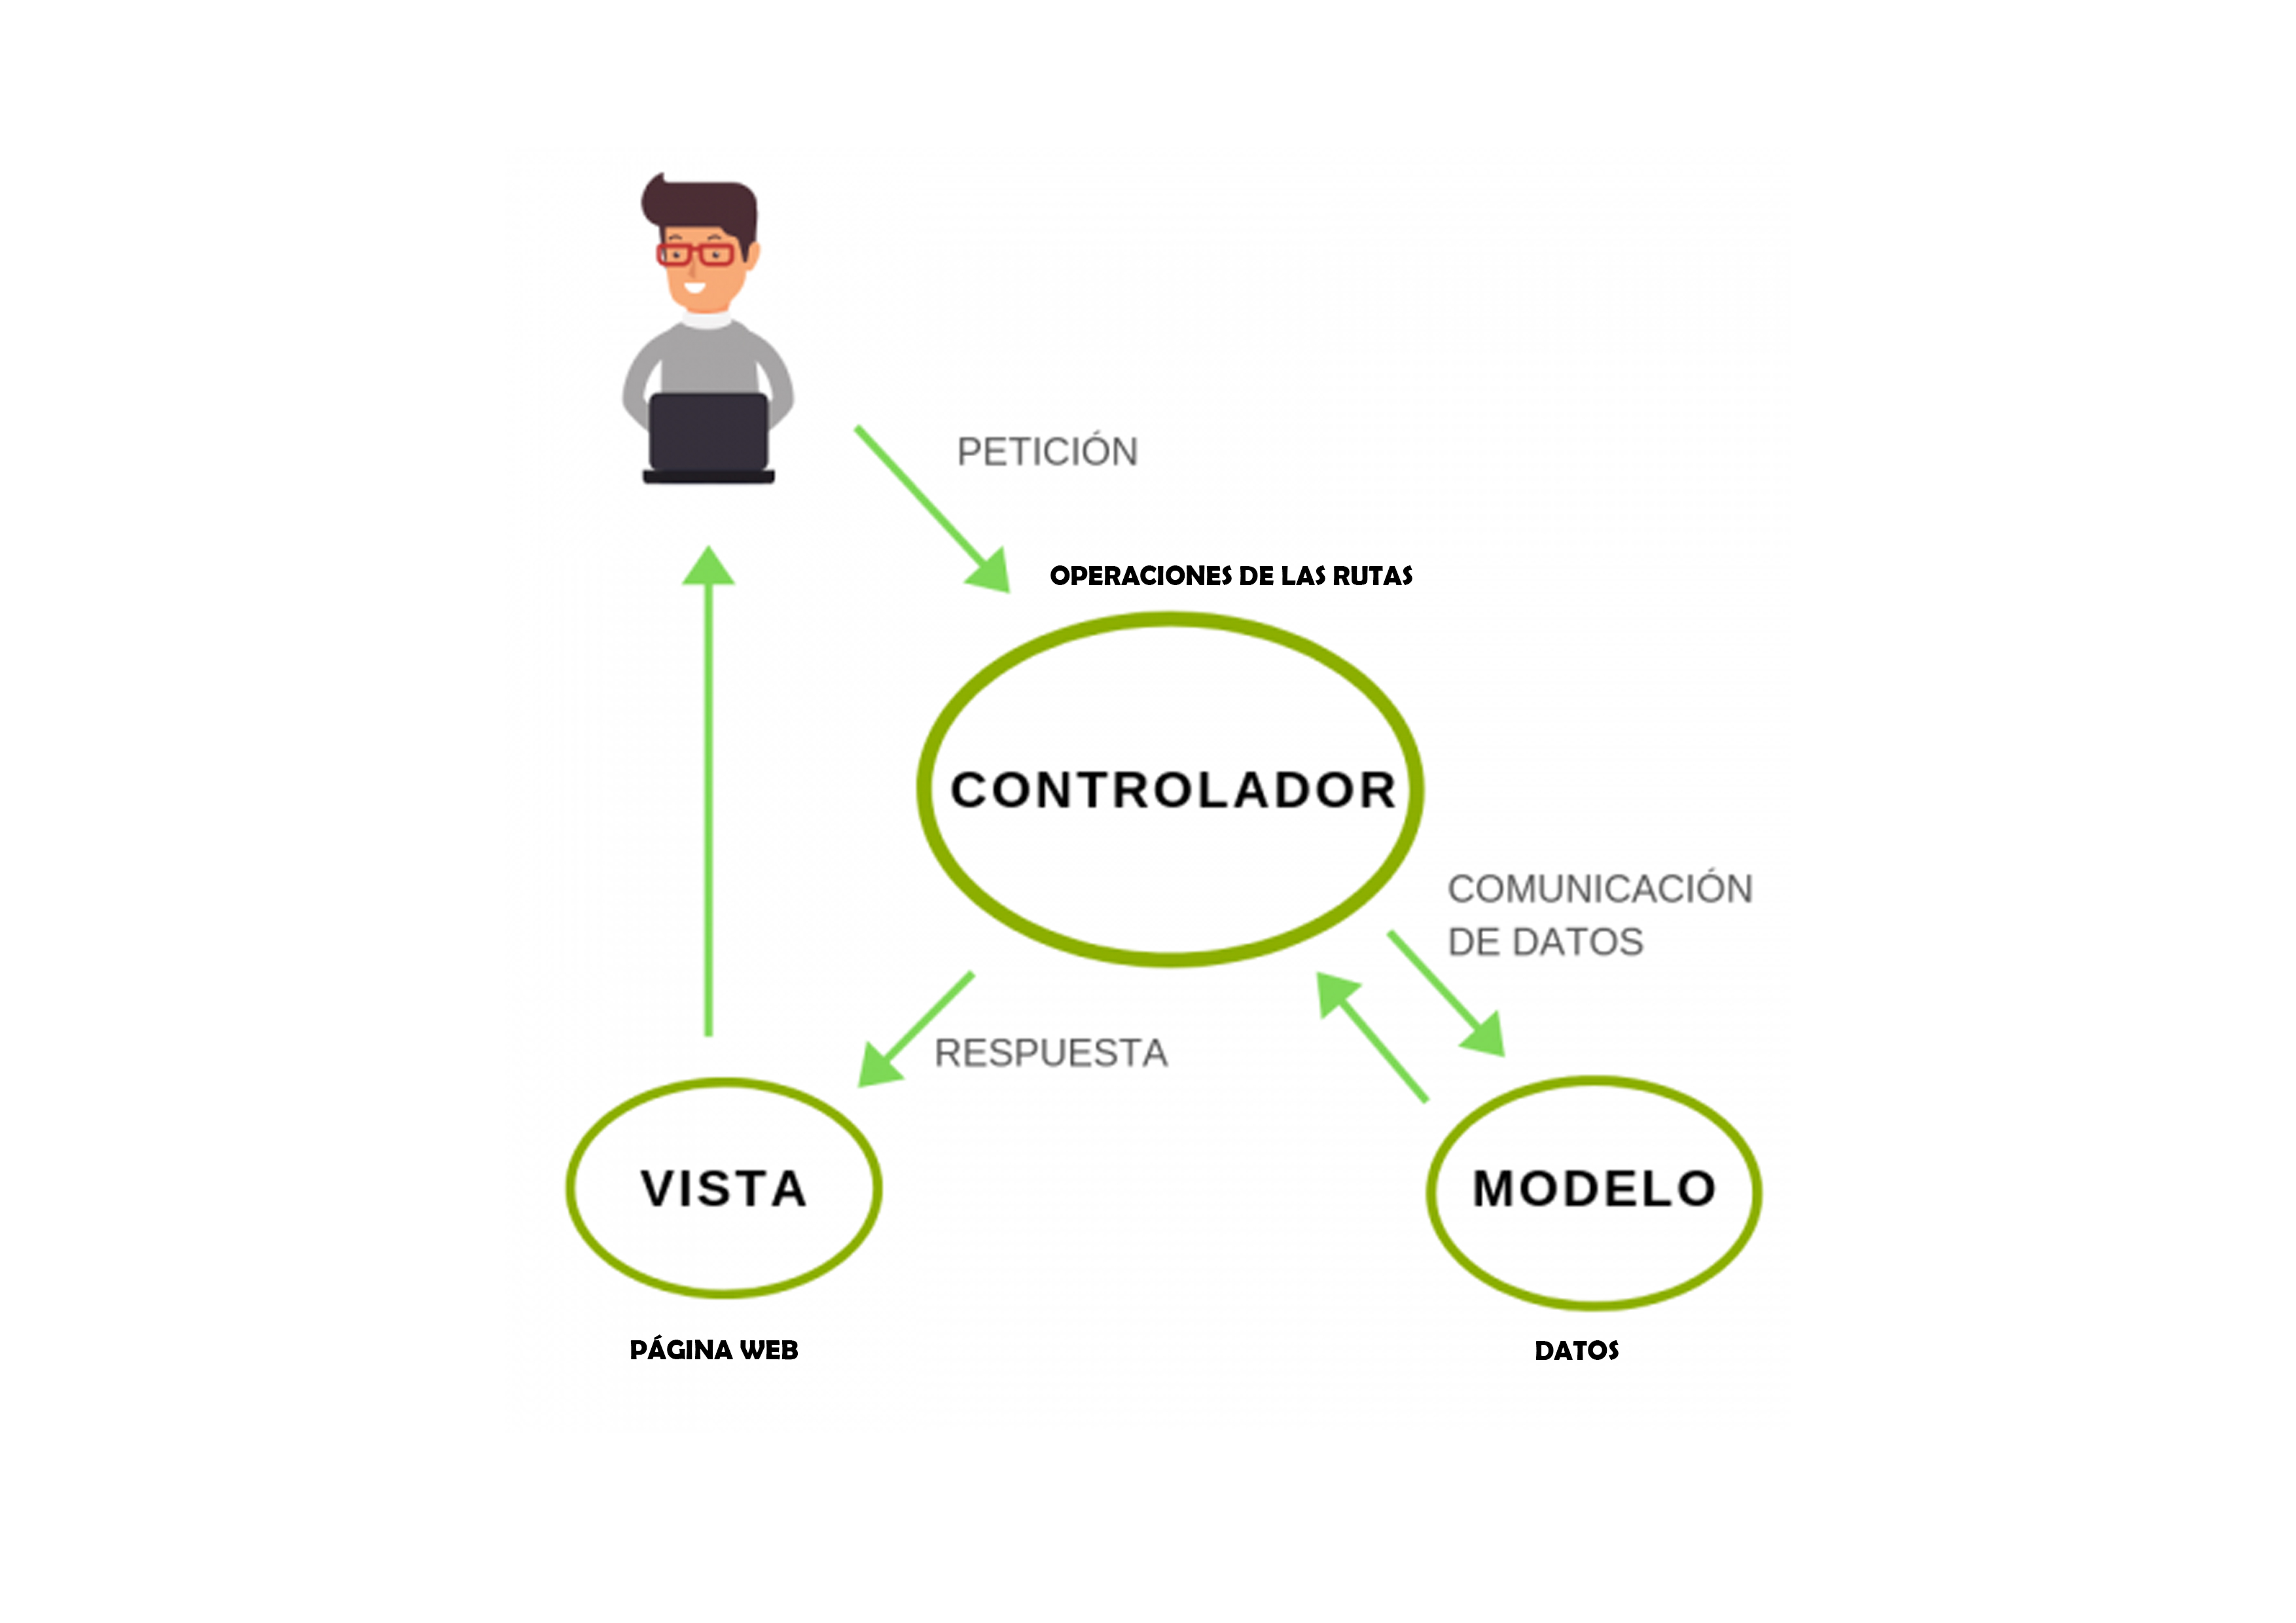 PETICIÓN
OPERACIONES DE LAS RUTAS
CONTROLADOR
COMUNICACIÓN
DE DATOS
RESPUESTA
VISTA
MODELO
PÁGINA WEB
DATOS